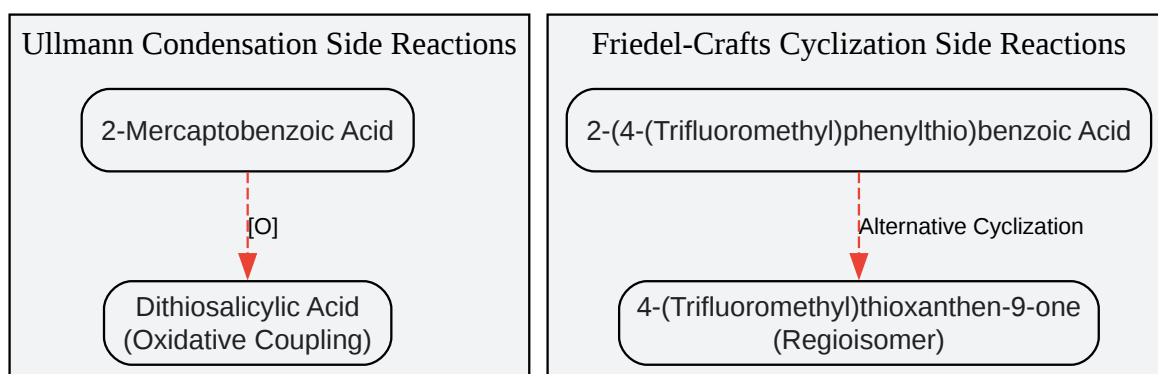 Ullmann Condensation Side Reactions
2-Mercaptobenzoic Acid
[O]
Dithiosalicylic Acid
(Oxidative Coupling)
Friedel-Crafts Cyclization Side Reactions
2-(4-(Trifluoromethyl)phenylthio)benzoic Acid
Alternative Cyclization
4-(Trifluoromethyl)thioxanthen-9-one
(Regioisomer)